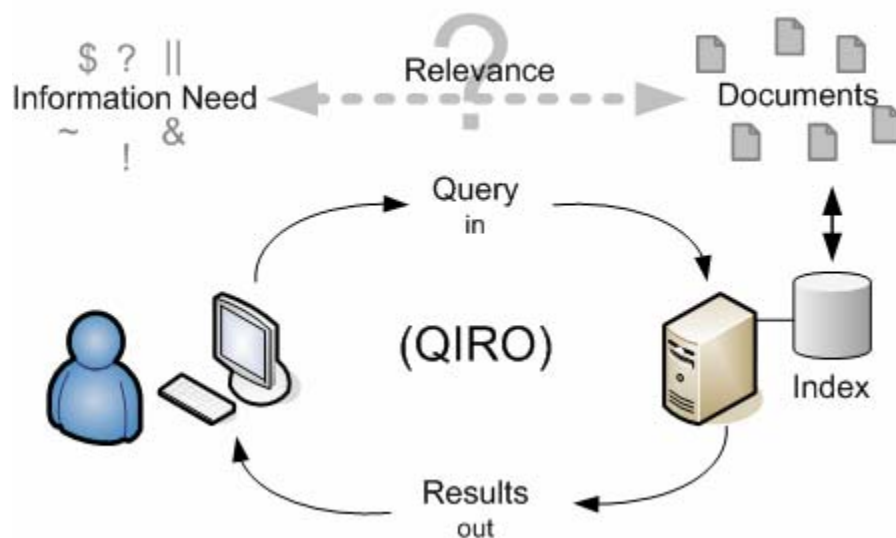 $ ? ||
Information Need
~ &
!
?
Relevance
Documents
Query
in
(QIRO)
Index
Results
out